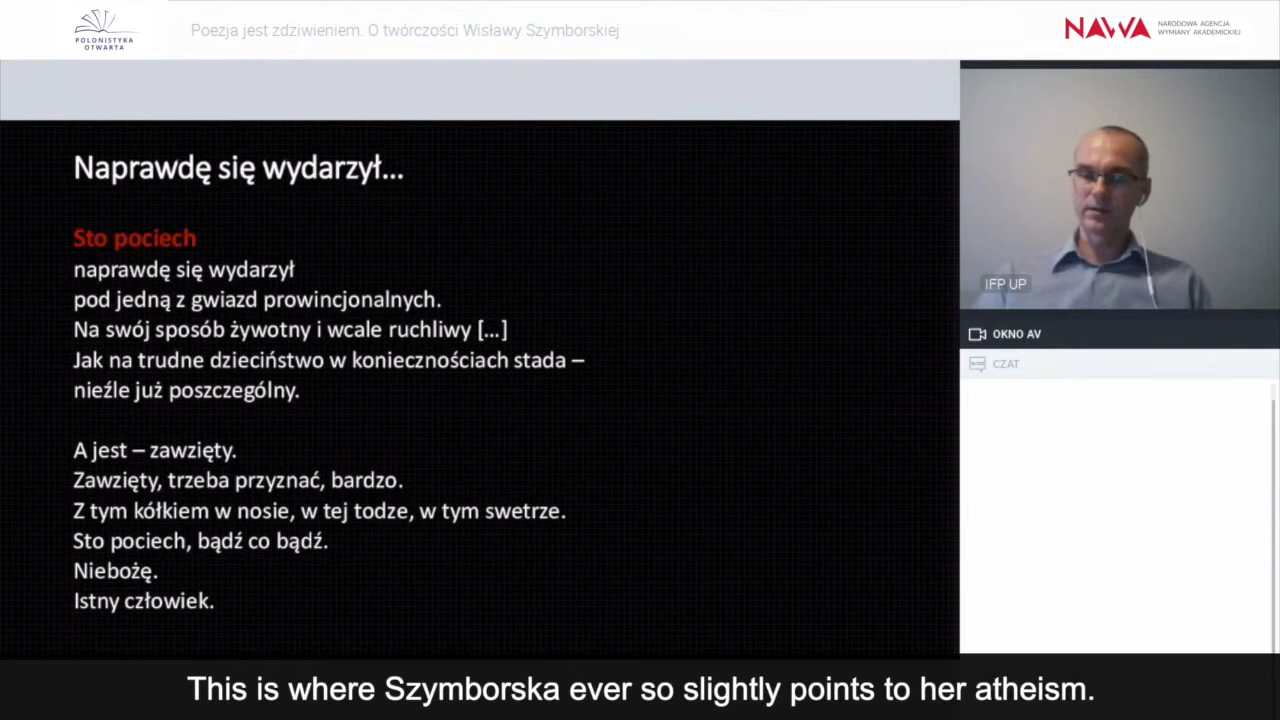 POLONISTYKA
OTWARTA
Poezja jest zdziwieniem. O twórczości Wisławy Szymborskiej
NAWA
NARODOWA AGENCJA
WYMIANY AKADEMICKIEJ
Naprawdę się wydarzył...
Sto pociech
naprawdę się wydarzył
pod jedną z gwiazd prowincjonalnych.
Na swój sposób żywotny i wcale ruchliwy [...]
Jak na trudne dzieciństwo w koniecznościach stada –
nieźle już poszczególny.
A jest – zawzięty.
Zawzięty, trzeba przyznać, bardzo.
Z tym kółkiem w nosie, w tej todze, w tym swetrze.
Sto pociech, bądź co bądź.
Niebożę.
Istny człowiek.
IFP UP
OKNO AV
CZAT
This is where Szymborska ever so slightly points to her atheism.